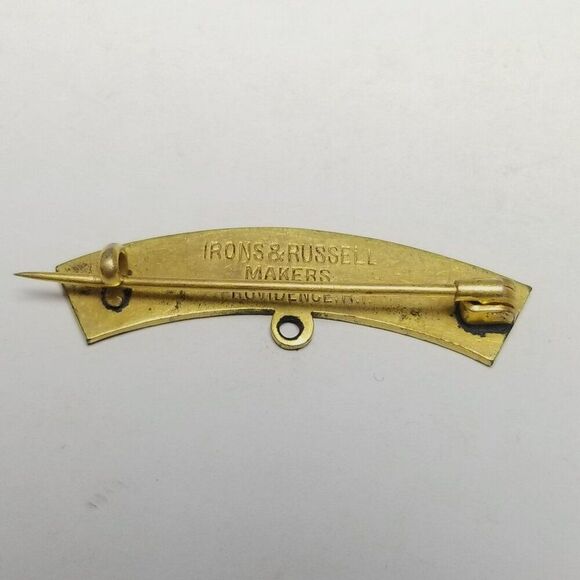 IRONS & RUSSELL
MAKERS
PROVIDENCE, R.I.